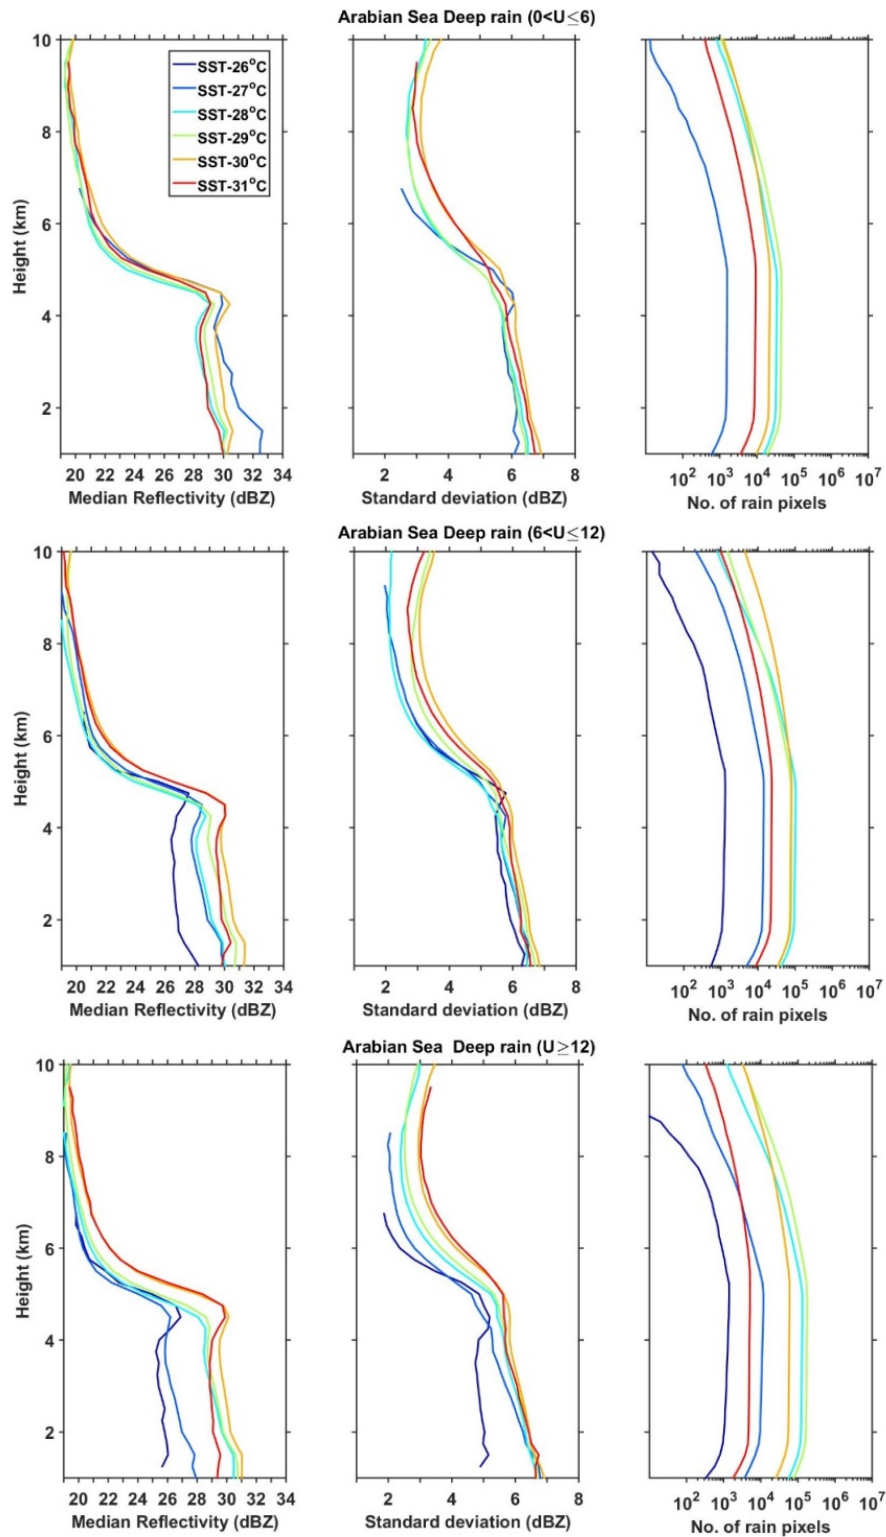 Arabian Sea Deep rain (0<U≤6)
10
8
6
4
2
Height (km)
SST-26°C
SST-27°C
SST-28°C
SST-29°C
SST-30°C
SST-31°C
20 22 24 26 28 30 32 34
Median Reflectivity (dBZ)
2 4 6 8
Standard deviation (dBZ)
10² 10³ 10⁴ 10⁵ 10⁶ 10⁷
No. of rain pixels
Arabian Sea Deep rain (6<U≤12)
10
8
6
4
2
Height (km)
20 22 24 26 28 30 32 34
Median Reflectivity (dBZ)
2 4 6 8
Standard deviation (dBZ)
10² 10³ 10⁴ 10⁵ 10⁶ 10⁷
No. of rain pixels
Arabian Sea Deep rain (U≥12)
10
8
6
4
2
Height (km)
20 22 24 26 28 30 32 34
Median Reflectivity (dBZ)
2 4 6 8
Standard deviation (dBZ)
10² 10³ 10⁴ 10⁵ 10⁶ 10⁷
No. of rain pixels